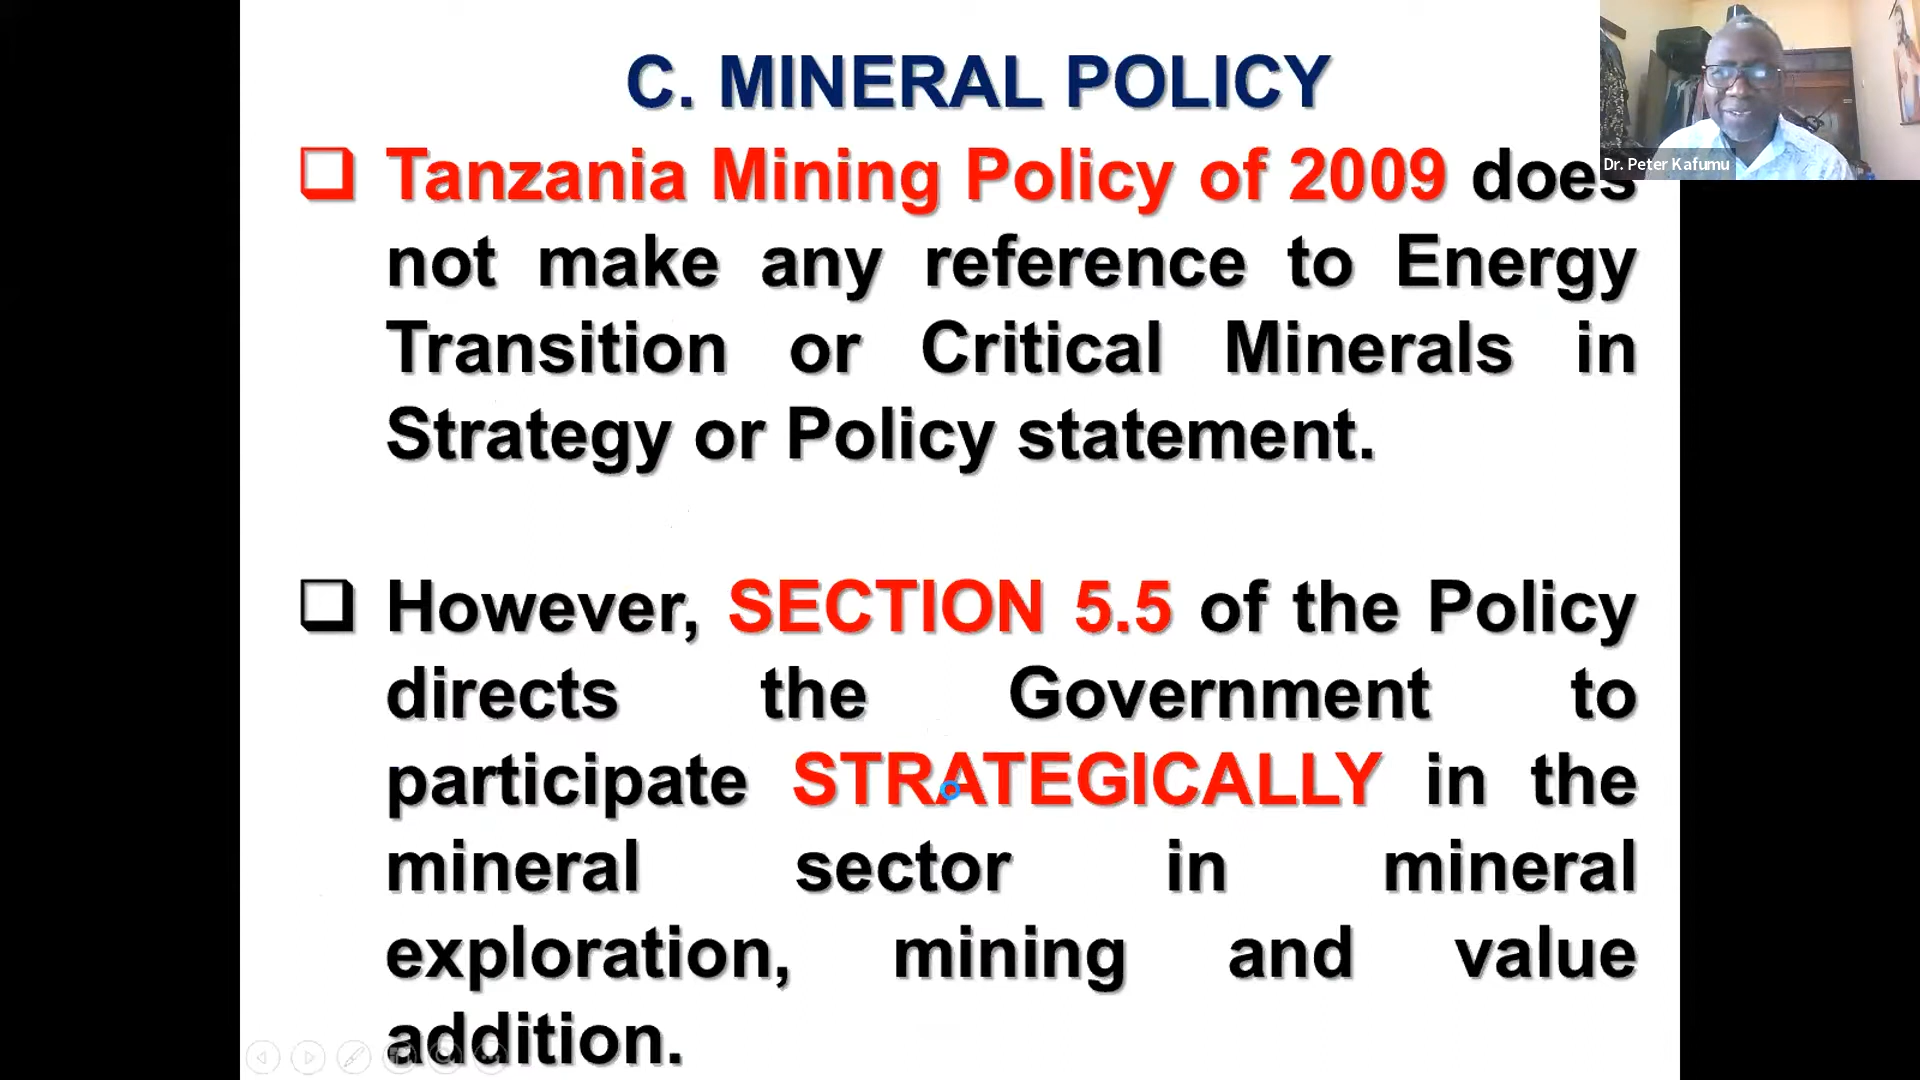 C. MINERAL POLICY
Tanzania Mining Policy of 2009 does
not make any reference to Energy
Transition or Critical Minerals in
Strategy or Policy statement.
However, SECTION 5.5 of the Policy
directs the Government to
participate STRATEGICALLY in the
mineral sector in mineral
exploration, mining and value
addition.
Dr. Peter Kafumu